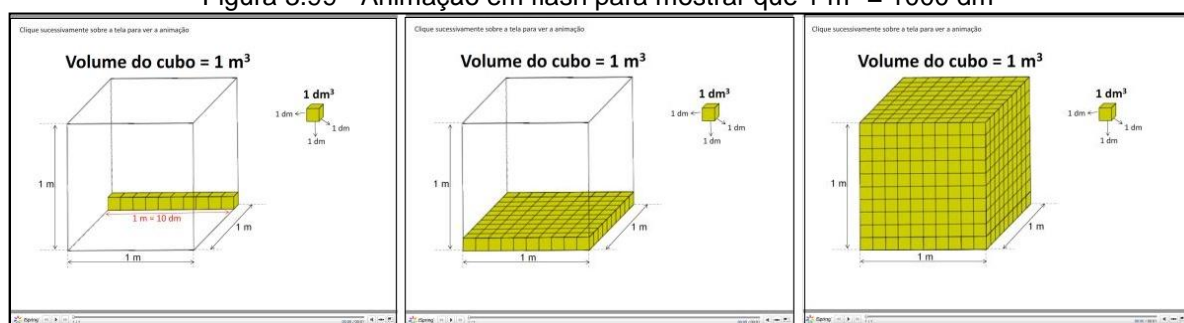 Figura 8.99 - Animação em flash para mostrar que 1 m³ = 1000 dm³
Clique sucessivamente sobre a tela para ver a animação
Volume do cubo = 1 m³
1 dm³
1 dm
1 dm
1 dm
1 m
1 m = 10 dm
1 m
1 m
iSpring
Clique sucessivamente sobre a tela para ver a animação
Volume do cubo = 1 m³
1 dm³
1 dm
1 dm
1 dm
1 m
1 m
1 m
iSpring
Clique sucessivamente sobre a tela para ver a animação
Volume do cubo = 1 m³
1 dm³
1 dm
1 dm
1 dm
1 m
1 m
1 m
iSpring